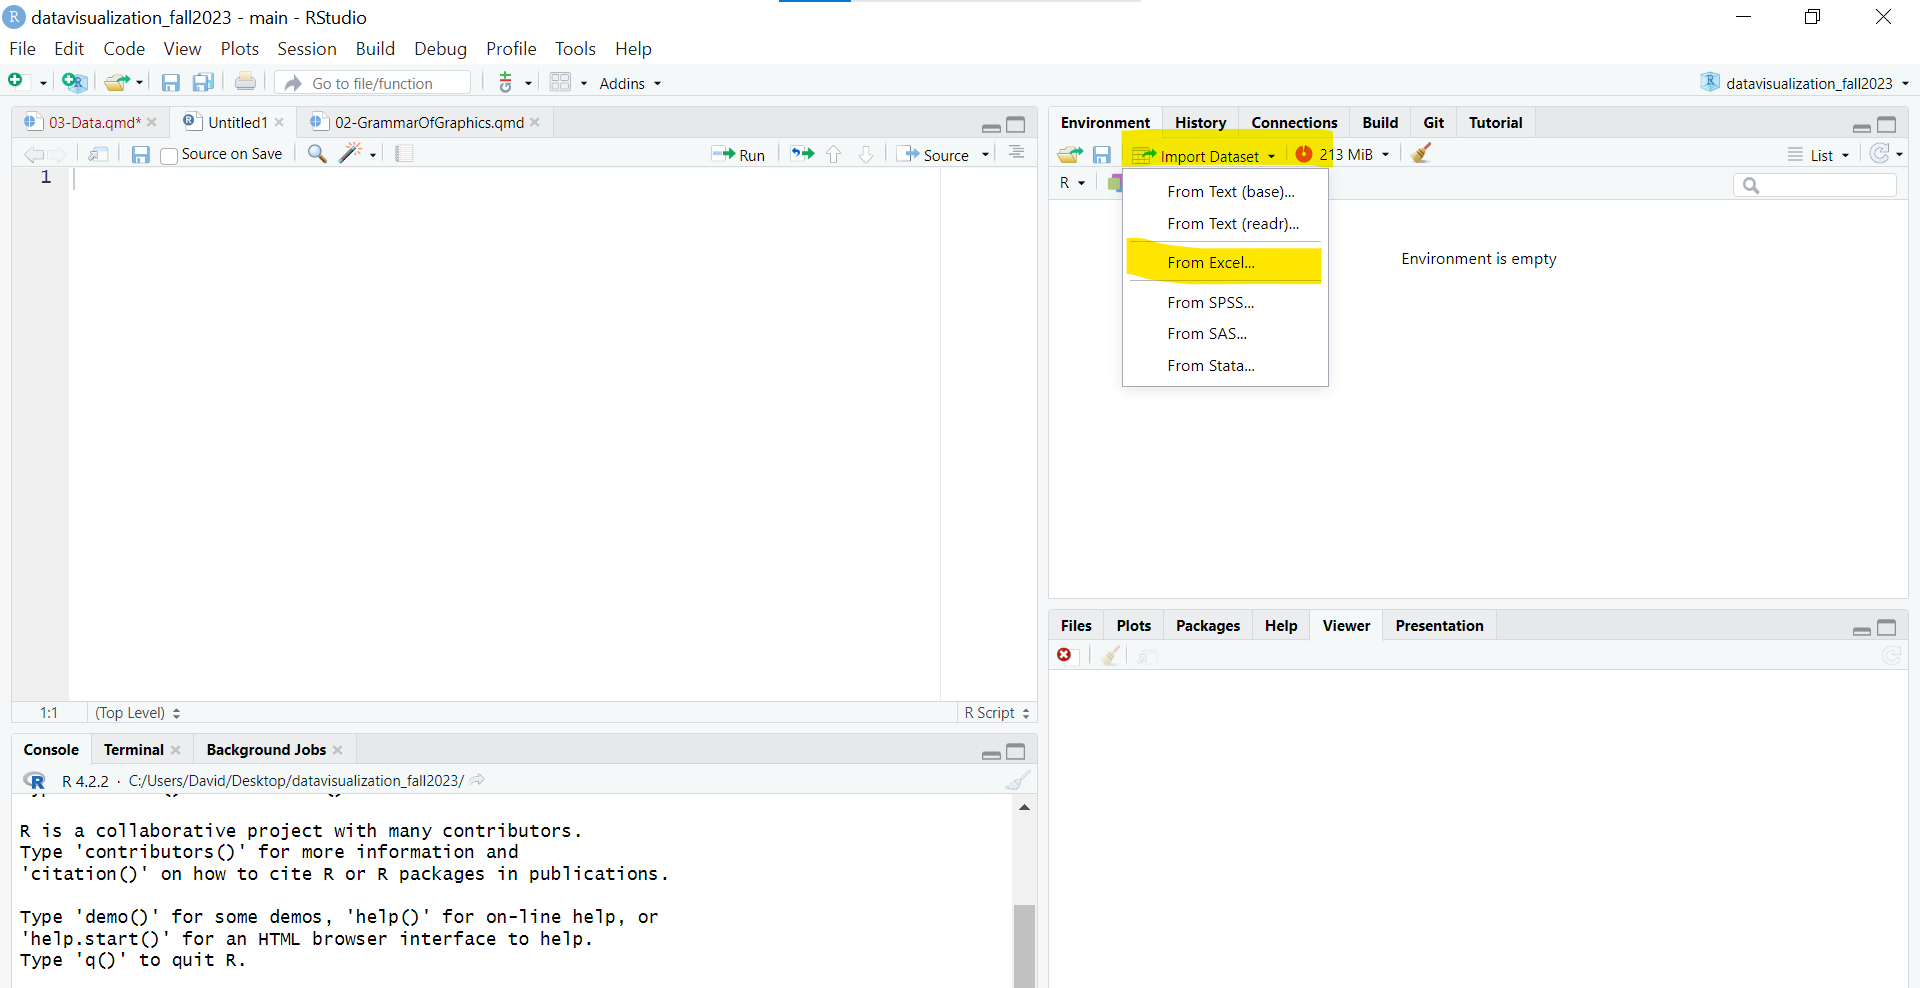 datavisualization_fall2023 - main - RStudio
File Edit Code View Plots Session Build Debug Profile Tools Help
Go to file/function Addins datavisualization_fall2023
03-Data.qmd* Untitled1 02-GrammarOfGraphics.qmd
Source on Save Run Source
1
1:1 (Top Level) R Script
Console Terminal Background Jobs
R 4.2.2 · C:/Users/David/Desktop/datavisualization_fall2023/
R is a collaborative project with many contributors.
Type 'contributors()' for more information and
'citation()' on how to cite R or R packages in publications.
Type 'demo()' for some demos, 'help()' for on-line help, or
'help.start()' for an HTML browser interface to help.
Type 'q()' to quit R.
Environment History Connections Build Git Tutorial
Import Dataset 213 MiB List
R
From Text (base)...
From Text (readr)...
From Excel...
From SPSS...
From SAS...
From Stata...
Environment is empty
Files Plots Packages Help Viewer Presentation